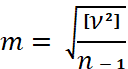 m = √([V²] / n − 1)